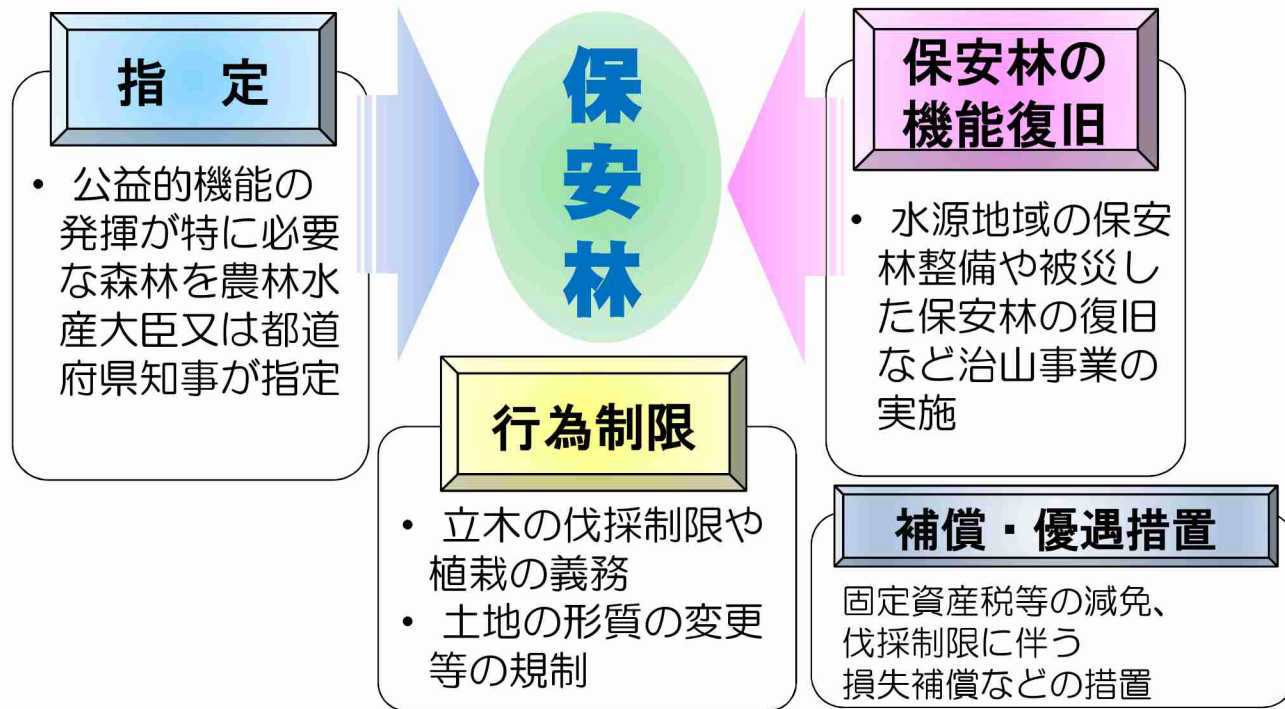 指　定
・ 公益的機能の
発揮が特に必要
な森林を農林水
産大臣又は都道
府県知事が指定
保
安
林
保安林の
機能復旧
・ 水源地域の保安
林整備や被災し
た保安林の復旧
など治山事業の
実施
行為制限
・ 立木の伐採制限や
植栽の義務
・ 土地の形質の変更
等の規制
補償・優遇措置
固定資産税等の減免、
伐採制限に伴う
損失補償などの措置